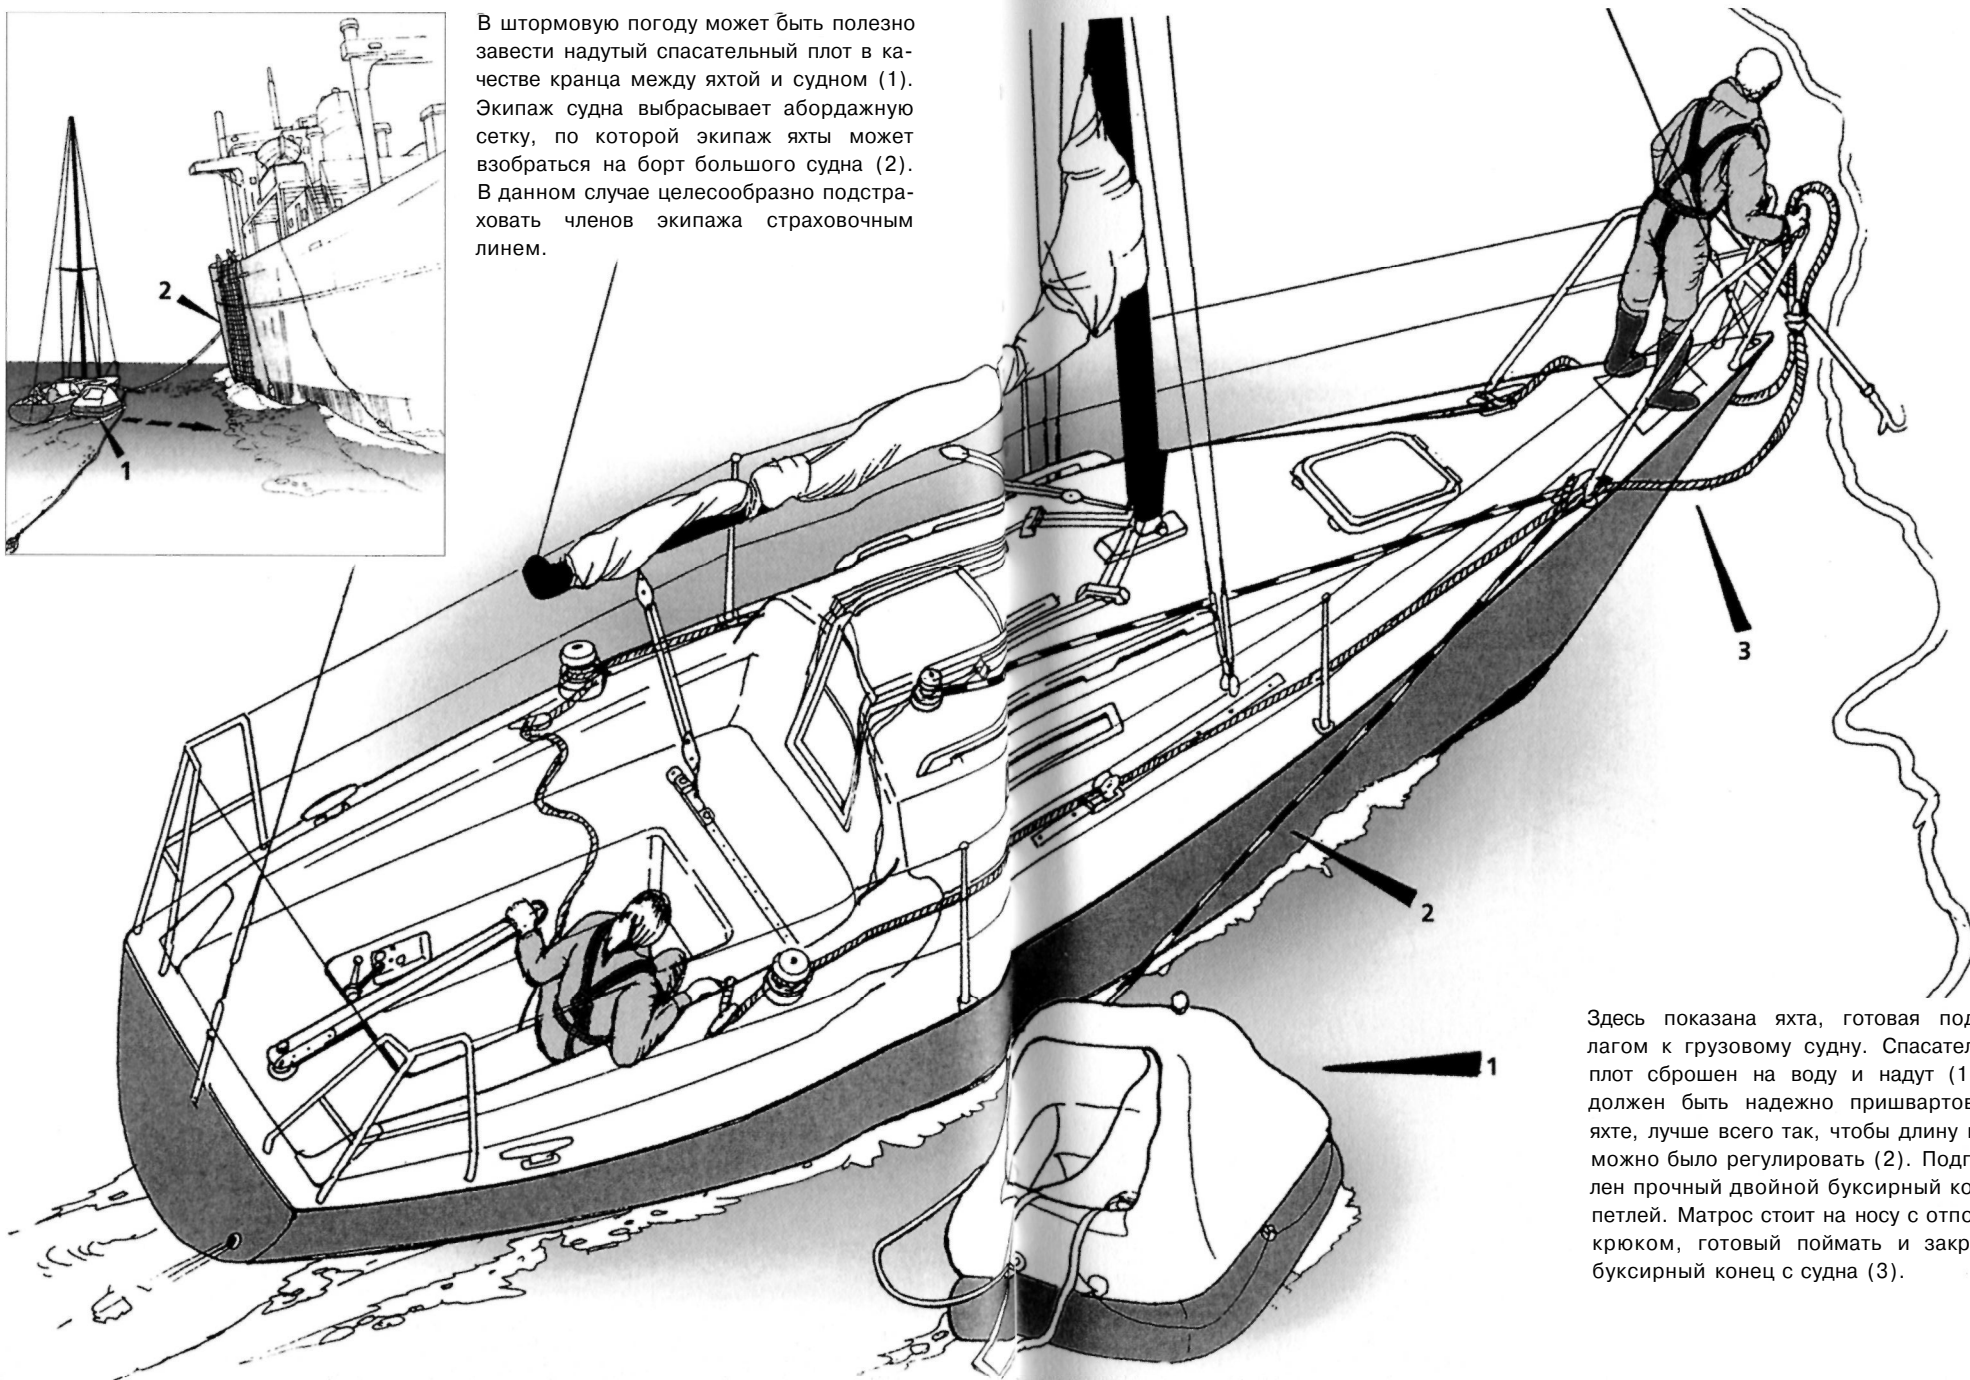 В штормовую погоду может быть полезно
завести надутый спасательный плот в ка-
честве кранца между яхтой и судном (1).
Экипаж судна выбрасывает абордажную
сетку, по которой экипаж яхты может
взобраться на борт большого судна (2).
В данном случае целесообразно подстра-
ховать членов экипажа страховочным
линем.
2
1
3
2
1
Здесь показана яхта, готовая под
лагом к грузовому судну. Спасател
плот сброшен на воду и надут (1
должен быть надежно пришвартов
яхте, лучше всего так, чтобы длину
можно было регулировать (2). Подг
лен прочный двойной буксирный ко
петлей. Матрос стоит на носу с отпо
крюком, готовый поймать и закр
буксирный конец с судна (3).